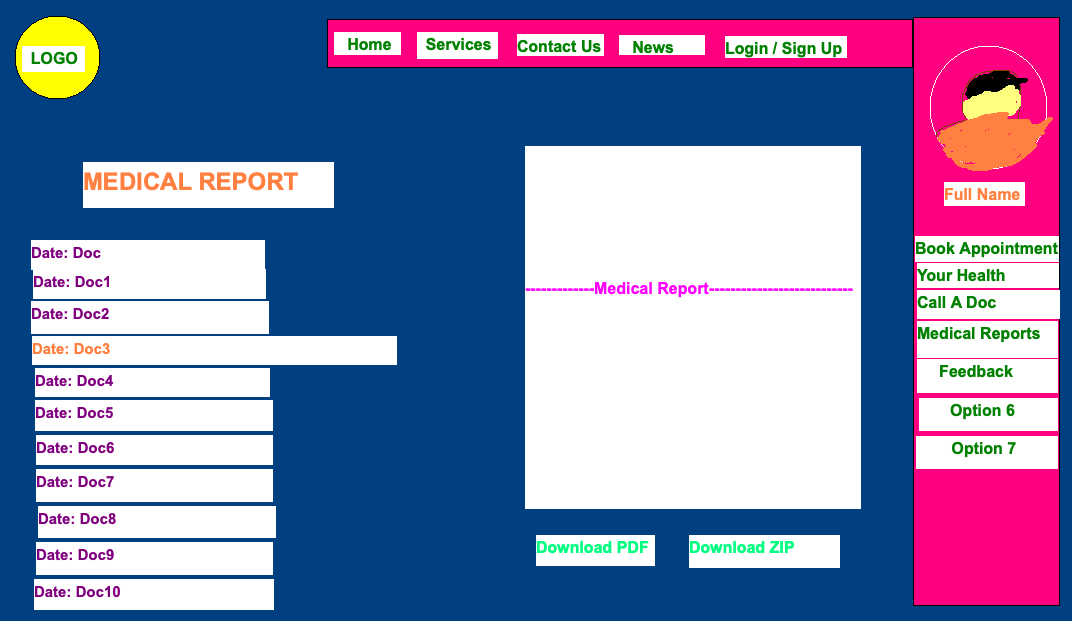 LOGO
Home
Services
Contact Us
News
Login / Sign Up
MEDICAL REPORT
Date: Doc
Date: Doc1
Date: Doc2
Date: Doc3
Date: Doc4
Date: Doc5
Date: Doc6
Date: Doc7
Date: Doc8
Date: Doc9
Date: Doc10
-------------Medical Report---------------------------
Download PDF
Download ZIP
Full Name
Book Appointment
Your Health
Call A Doc
Medical Reports
Feedback
Option 6
Option 7